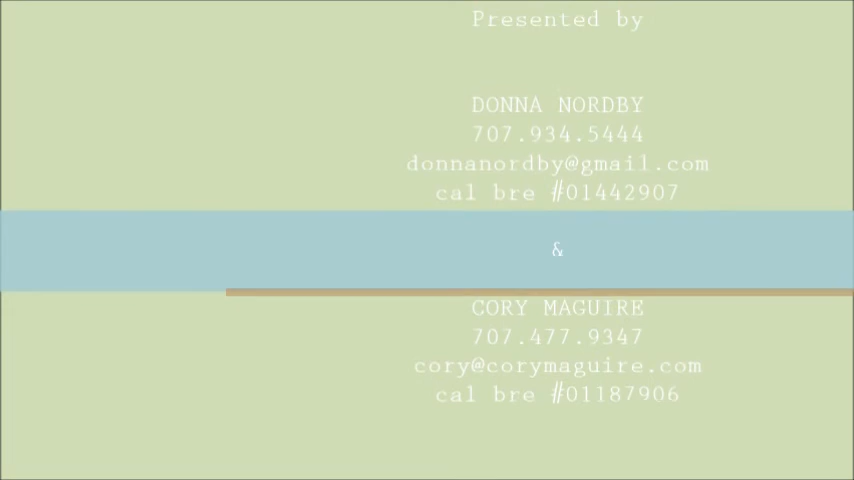 Presented by
DONNA NORDBY
707.934.5444
donnanordby@gmail.com
cal bre #01442907
&
CORY MAGUIRE
707.477.9347
cory@corymaguire.com
cal bre #01187906